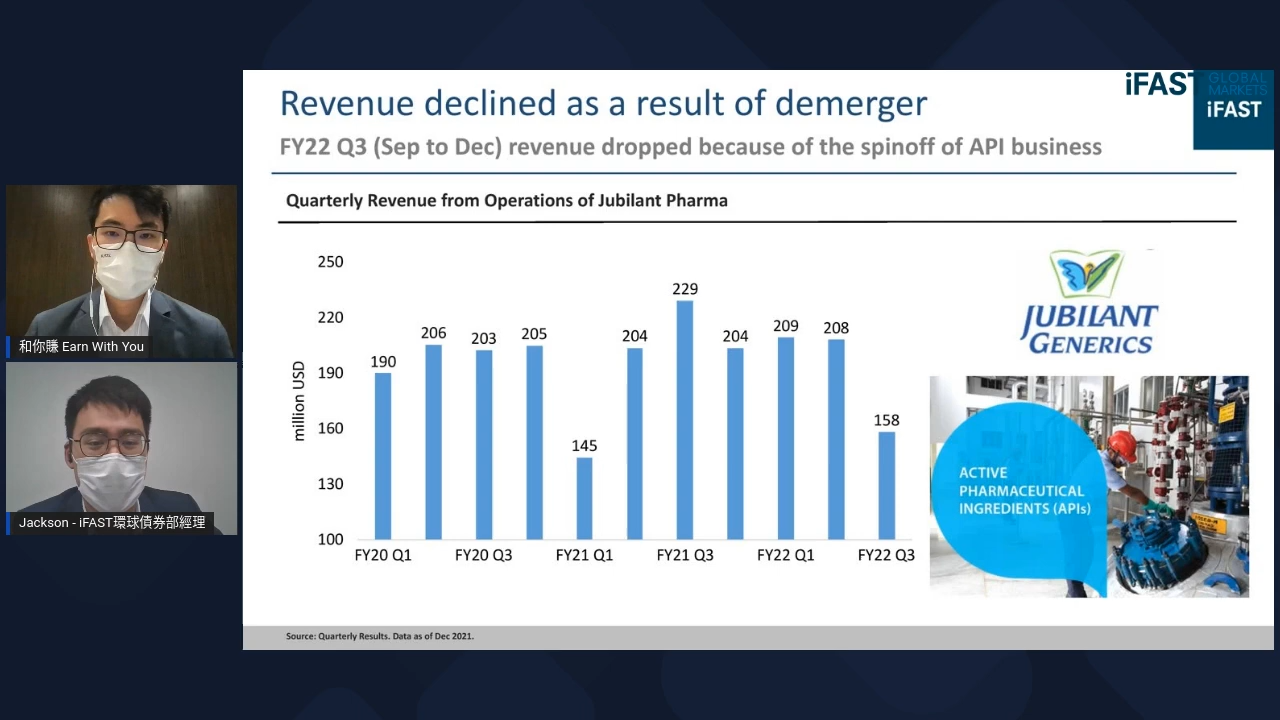 iFAST
GLOBAL
MARKETS
iFAST
Revenue declined as a result of demerger
FY22 Q3 (Sep to Dec) revenue dropped because of the spinoff of API business
Quarterly Revenue from Operations of Jubilant Pharma
million USD
250
220
190
160
130
100
190
206
203
205
145
204
229
204
209
208
158
FY20 Q1
FY20 Q3
FY21 Q1
FY21 Q3
FY22 Q1
FY22 Q3
JUBILANT
GENERICS
ACTIVE
PHARMACEUTICAL
INGREDIENTS (APIs)
Source: Quarterly Results. Data as of Dec 2021.
和你賺 Earn With You
Jackson - iFAST環球債券部經理